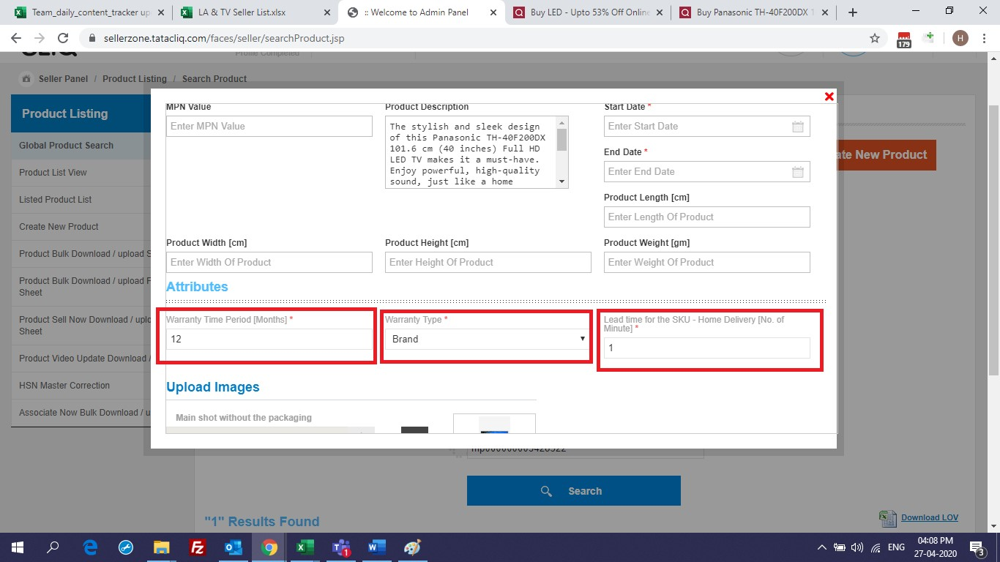 Team_daily_content_tracker up
LA & TV Seller List.xlsx
:: Welcome to Admin Panel
Buy LED - Upto 53% Off Online
Buy Panasonic TH-40F200DX 1
sellerzone.tatacliq.com/faces/seller/searchProduct.jsp
179
H
Profile Completed
Seller Panel / Product Listing / Search Product
Product Listing
Global Product Search
Product List View
Listed Product List
Create New Product
Product Bulk Download / upload S
Product Bulk Download / upload F
Sheet
Product Sell Now Download / uplo
Sheet
Product Video Update Download /
HSN Master Correction
Associate Now Bulk Download / u
ate New Product
MPN Value
Enter MPN Value
Product Description
The stylish and sleek design
of this Panasonic TH-40F200DX
101.6 cm (40 inches) Full HD
LED TV makes it a must-have.
Enjoy powerful, high-quality
sound, just like a home
Start Date *
Enter Start Date
End Date *
Enter End Date
Product Length [cm]
Enter Length Of Product
Product Width [cm]
Enter Width Of Product
Product Height [cm]
Enter Height Of Product
Product Weight [gm]
Enter Weight Of Product
Attributes
Warranty Time Period [Months] *
12
Warranty Type *
Brand
Lead time for the SKU - Home Delivery [No. of
Minute] *
1
Upload Images
Main shot without the packaging
Search
"1" Results Found
Download LOV
1
ENG
04:08 PM
27-04-2020
3